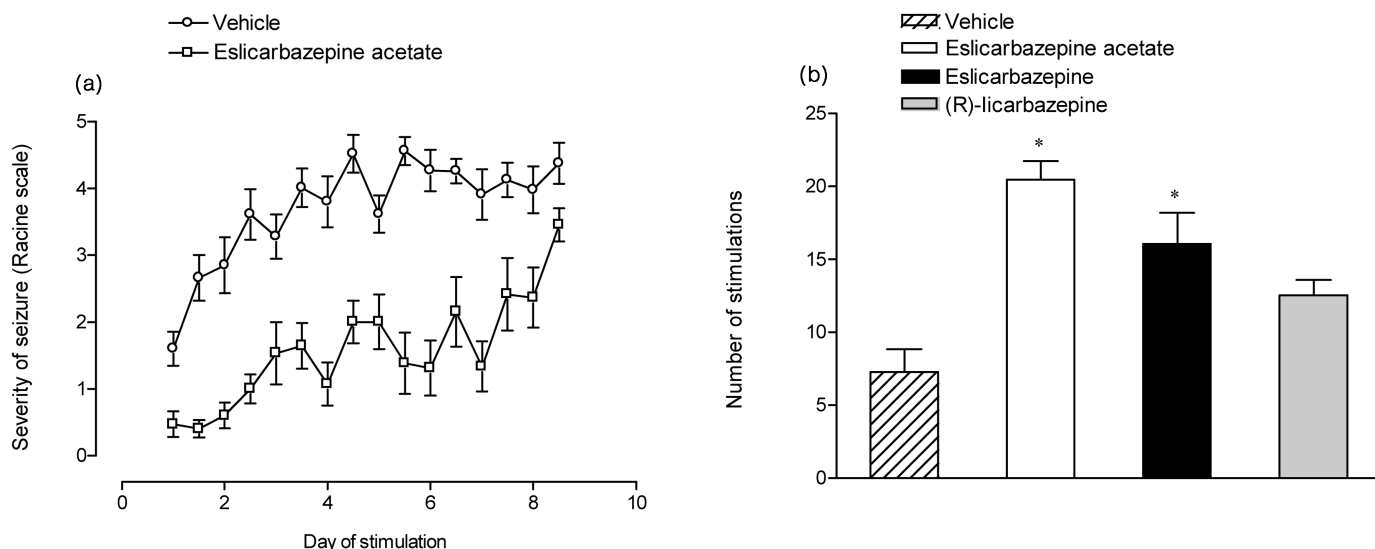 Vehicle
Eslicarbazepine acetate
(a)
Severity of seizure (Racine scale)
5
4
3
2
1
0
0 2 4 6 8 10
Day of stimulation
Vehicle
Eslicarbazepine acetate
Eslicarbazepine
(R)-licarbazepine
(b)
Number of stimulations
25
20
15
10
5
0
*
*